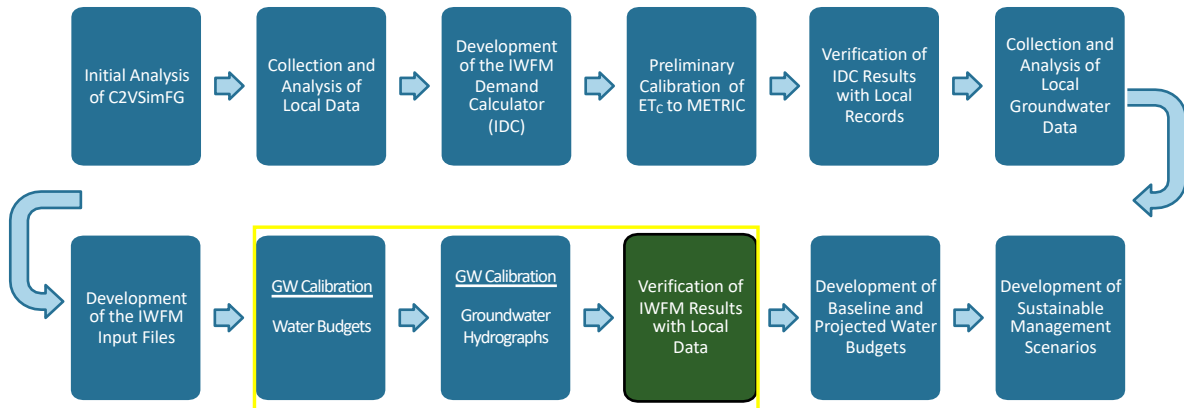 Initial Analysis
of C2VSimFG
Collection and
Analysis of
Local Data
Development
of the IWFM
Demand
Calculator
(IDC)
Preliminary
Calibration of
ETC to METRIC
Verification of
IDC Results
with Local
Records
Collection and
Analysis of
Local
Groundwater
Data
Development
of the IWFM
Input Files
GW Calibration
Water Budgets
GW Calibration
Groundwater
Hydrographs
Verification of
IWFM Results
with Local
Data
Development of
Baseline and
Projected Water
Budgets
Development of
Sustainable
Management
Scenarios